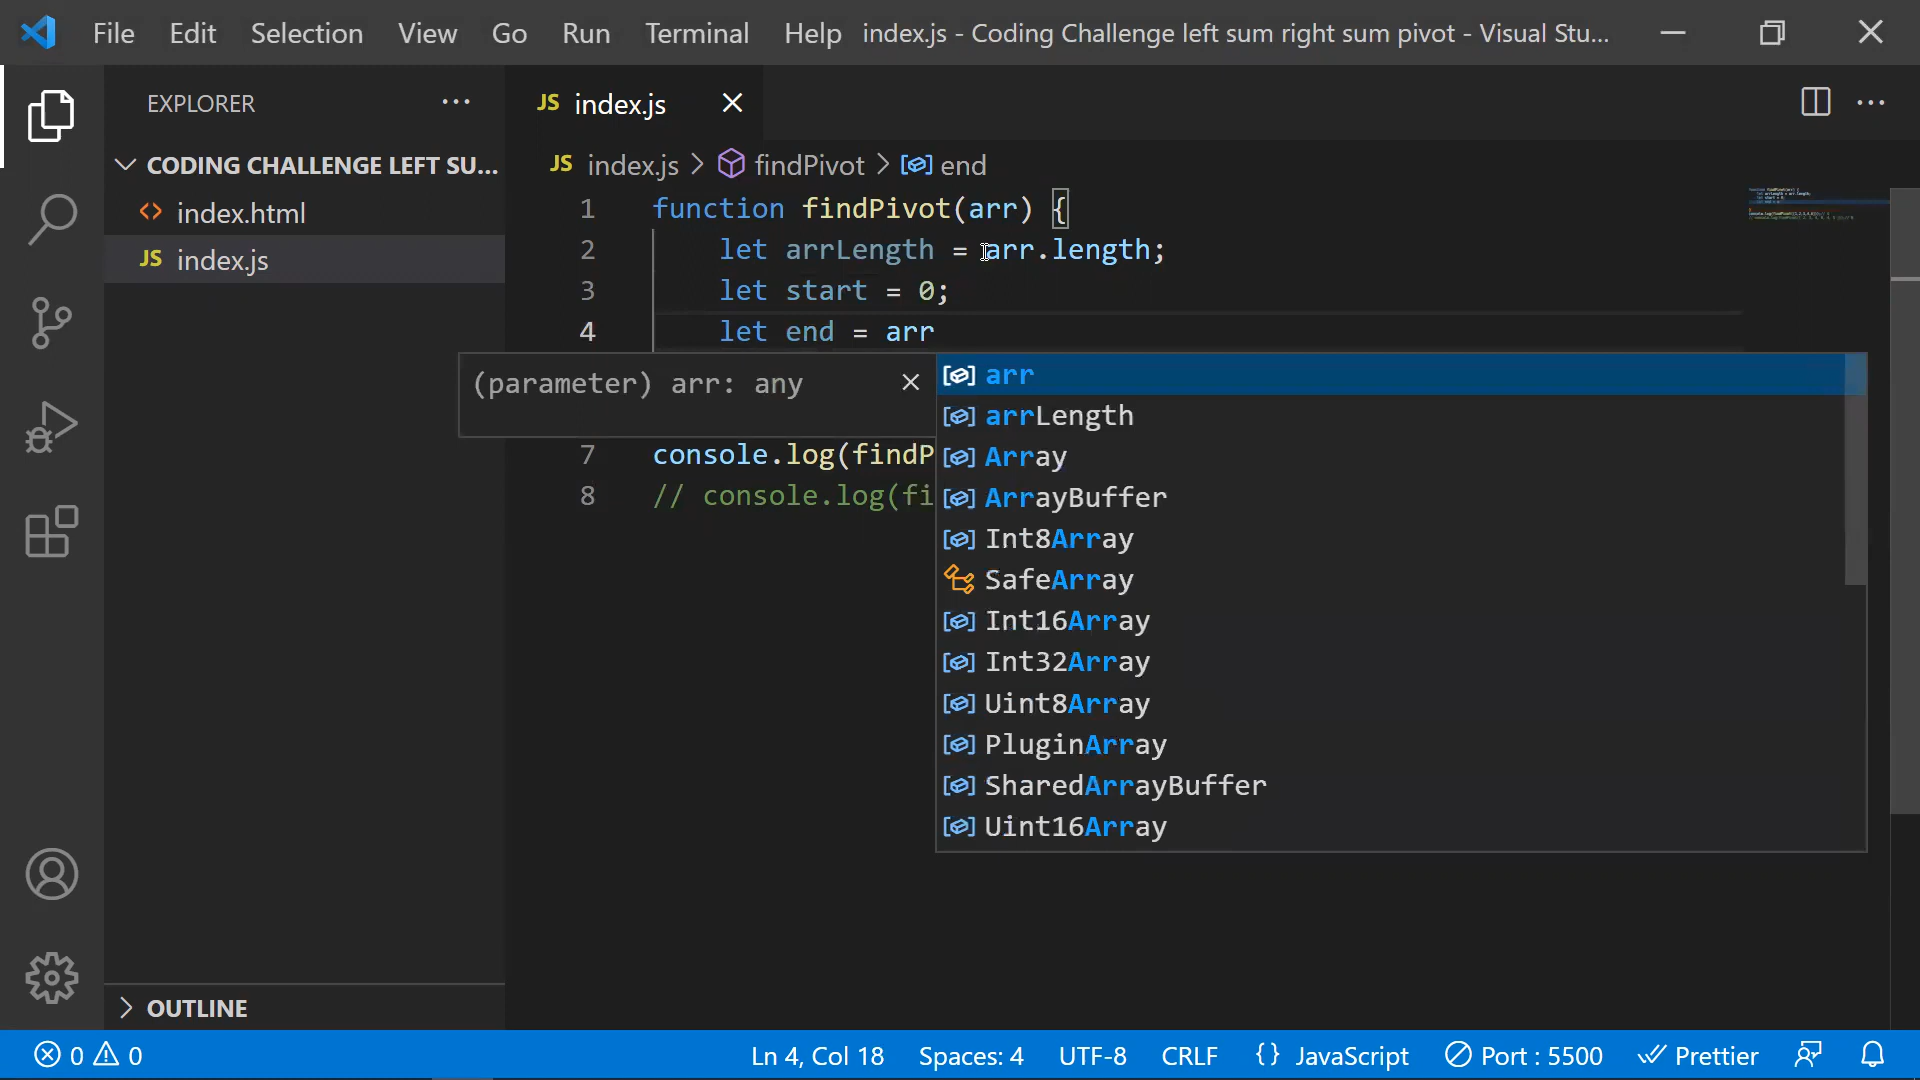 File Edit Selection View Go Run Terminal Help index.js - Coding Challenge left sum right sum pivot - Visual Stu...
EXPLORER ...
JS index.js
CODING CHALLENGE LEFT SU...
JS index.js > findPivot > end
<> index.html
JS index.js
1 function findPivot(arr) {
2 let arrLength = arr.length;
3 let start = 0;
4 let end = arr
(parameter) arr: any
arr
arrLength
Array
ArrayBuffer
Int8Array
SafeArray
Int16Array
Int32Array
Uint8Array
PluginArray
SharedArrayBuffer
Uint16Array
7 console.log(findP
8 // console.log(fi
OUTLINE
0 0 Ln 4, Col 18 Spaces: 4 UTF-8 CRLF {} JavaScript Port : 5500 Prettier